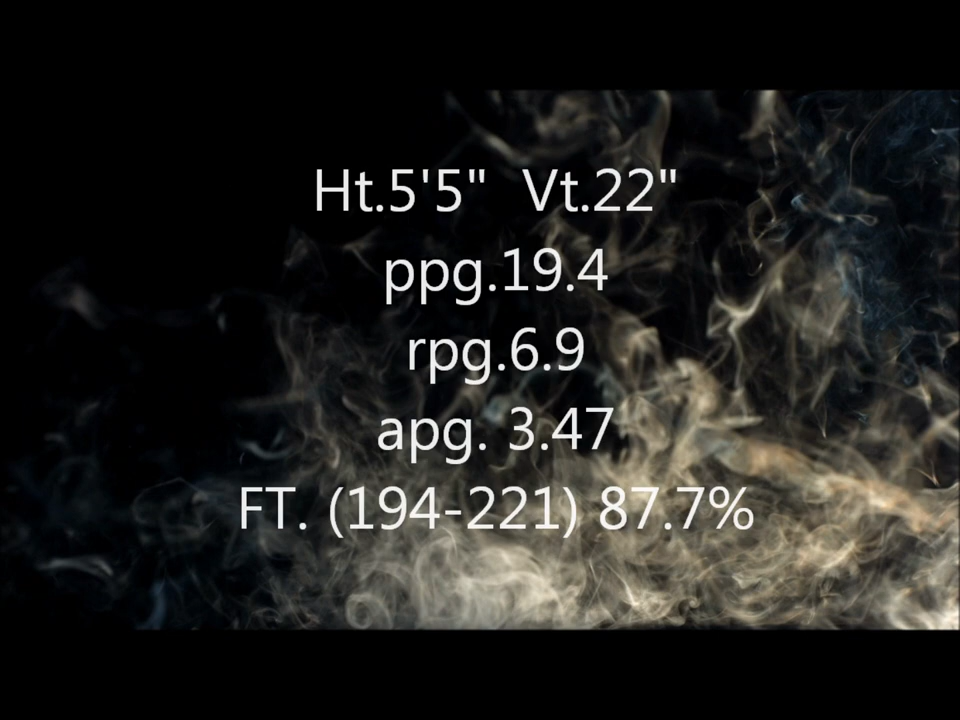 Ht.5'5"  Vt.22"
ppg.19.4
rpg.6.9
apg. 3.47
FT. (194-221) 87.7%